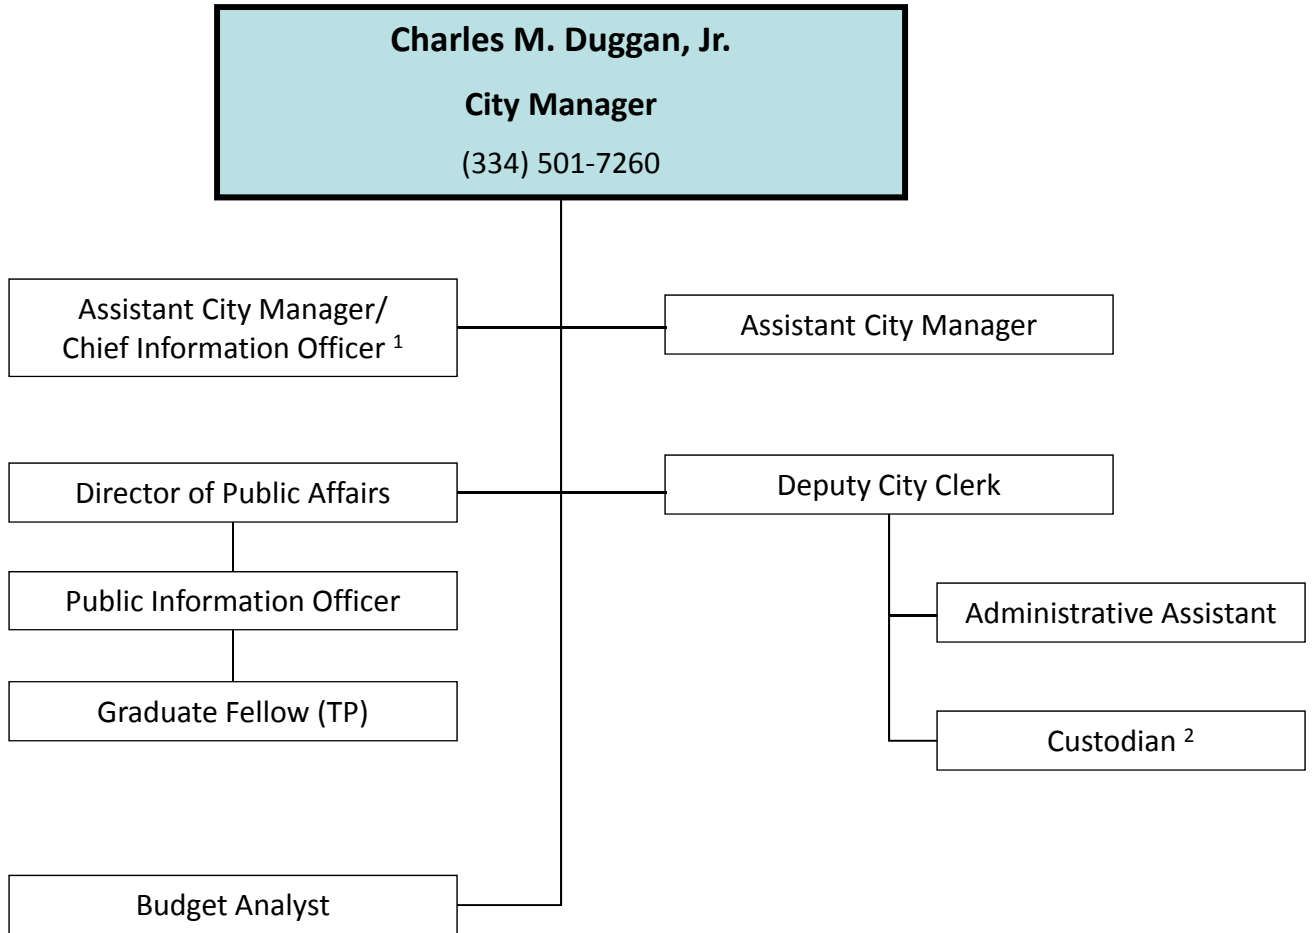 Charles M. Duggan, Jr.
City Manager
(334) 501-7260
Assistant City Manager/
Chief Information Officer 1
Assistant City Manager
Director of Public Affairs
Deputy City Clerk
Public Information Officer
Administrative Assistant
Graduate Fellow (TP)
Custodian 2
Budget Analyst